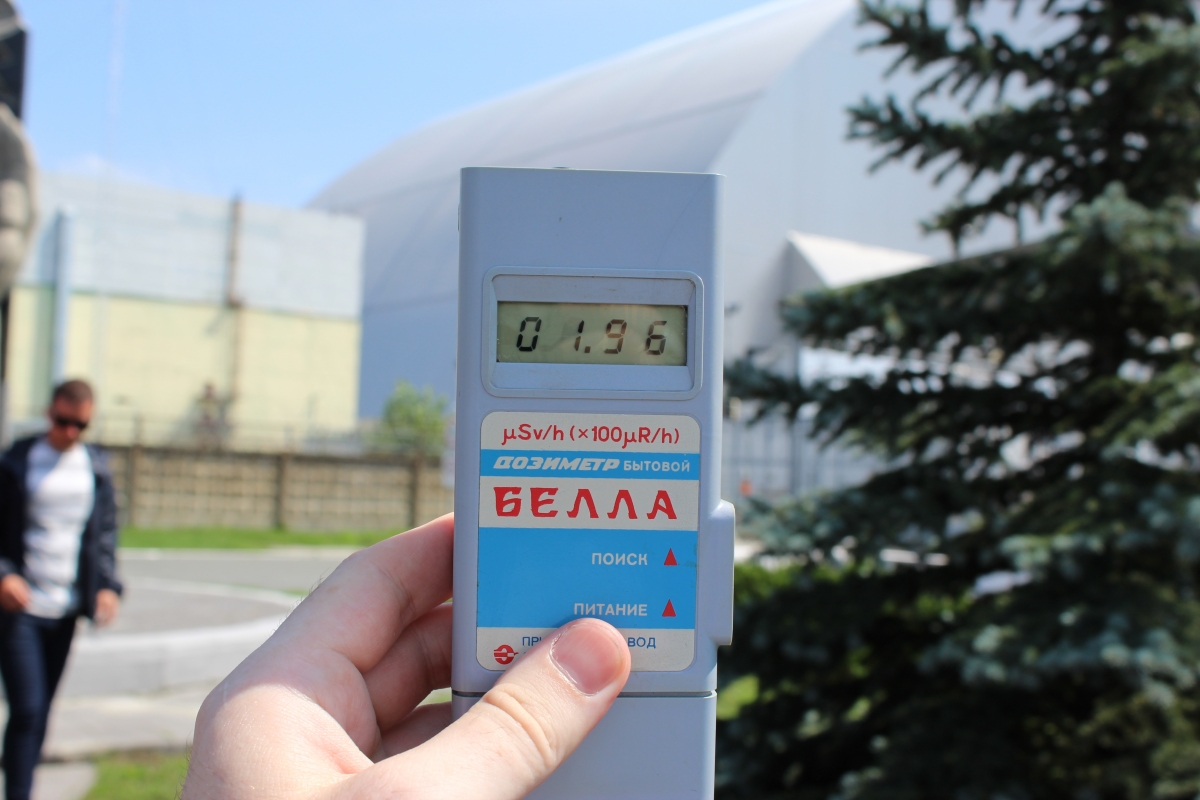 01.96
μSv/h (×100μR/h)
ДОЗИМЕТР БЫТОВОЙ
БЕЛЛА
ПОИСК
ПИТАНИЕ